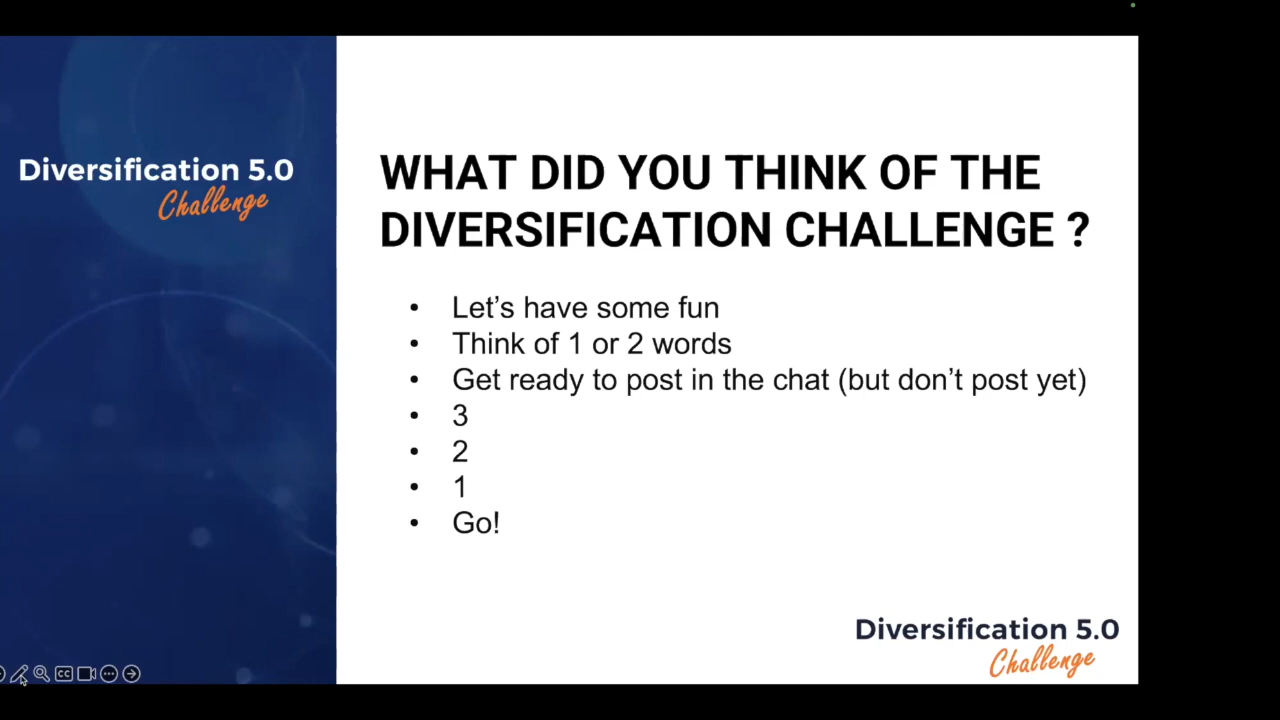 Diversification 5.0
Challenge
WHAT DID YOU THINK OF THE
DIVERSIFICATION CHALLENGE ?
• Let's have some fun
• Think of 1 or 2 words
• Get ready to post in the chat (but don't post yet)
• 3
• 2
• 1
• Go!
Diversification 5.0
Challenge
CC